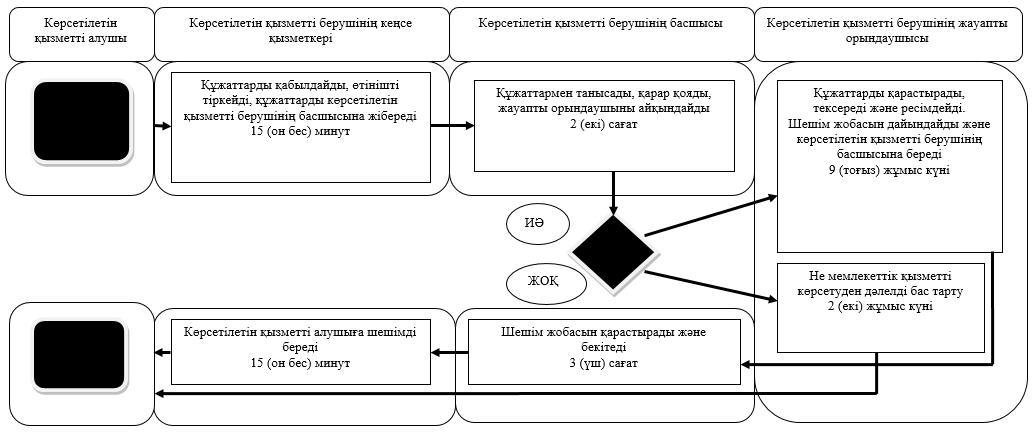 Көрсетілетін
қызметті алушы
Көрсетілетін қызметті берушінің кеңсе
қызметкері
Көрсетілетін қызметті берушінің басшысы
Көрсетілетін қызметті берушінің жауапты
орындаушысы
Құжаттарды қабылдайды, өтінішті
тіркейді, құжаттарды көрсетілетін
қызметті берушінің басшысына жібереді
15 (он бес) минут
Құжаттармен танысады, қарар қояды,
жауапты орындаушыны айқындайды
2 (екі) сағат
Құжаттарды қарастырады,
тексереді және ресімдейді.
Шешім жобасын дайындайды және
көрсетілетін қызметті берушінің
басшысына береді
9 (тоғыз) жұмыс күні
ИӘ
ЖОҚ
Не мемлекеттік қызметті
көрсетуден дәлелді бас тарту
2 (екі) жұмыс күні
Көрсетілетін қызметті алушыға шешімді
береді
15 (он бес) минут
Шешім жобасын қарастырады және
бекітеді
3 (үш) сағат